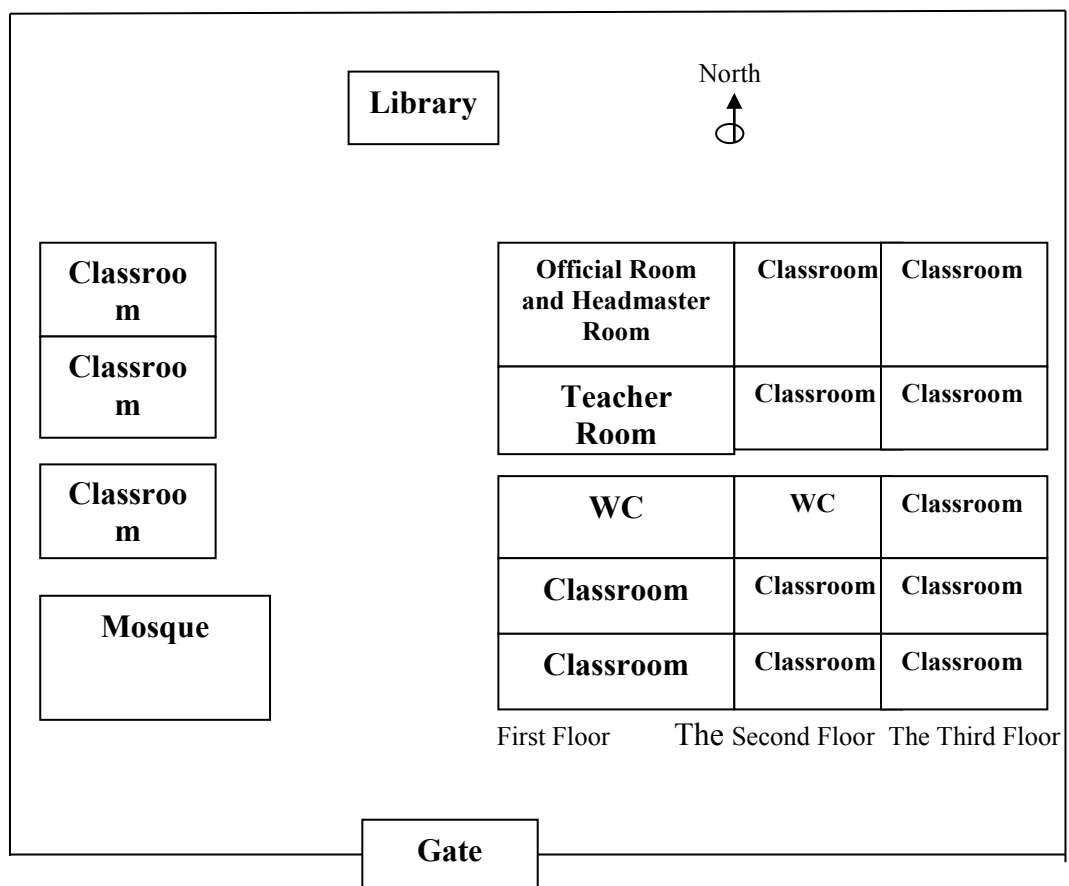 North
Library
Classroo
m
Classroo
m
Classroo
m
Mosque
Official Room
and Headmaster
Room
Classroom
Classroom
Teacher
Room
Classroom
Classroom
WC
WC
Classroom
Classroom
Classroom
Classroom
Classroom
Classroom
Classroom
First Floor
The Second Floor
The Third Floor
Gate